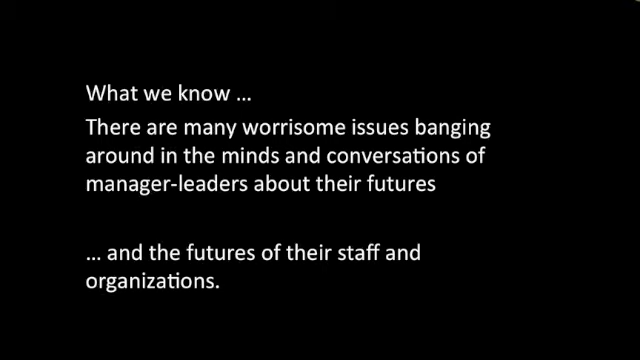 What we know …
There are many worrisome issues banging
around in the minds and conversations of
manager-leaders about their futures
… and the futures of their staff and
organizations.